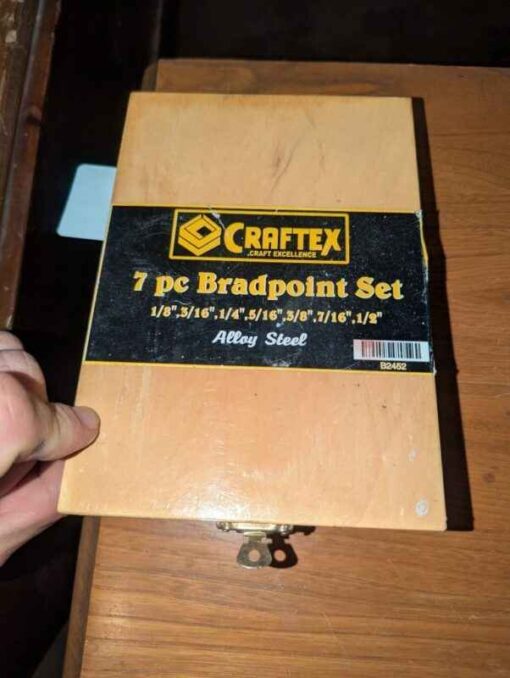 CRAFTEX
.CRAFT EXCELLENCE
7 pc Bradpoint Set
1/8",3/16",1/4",5/16",3/8",7/16",1/2"
Alloy Steel
B2452